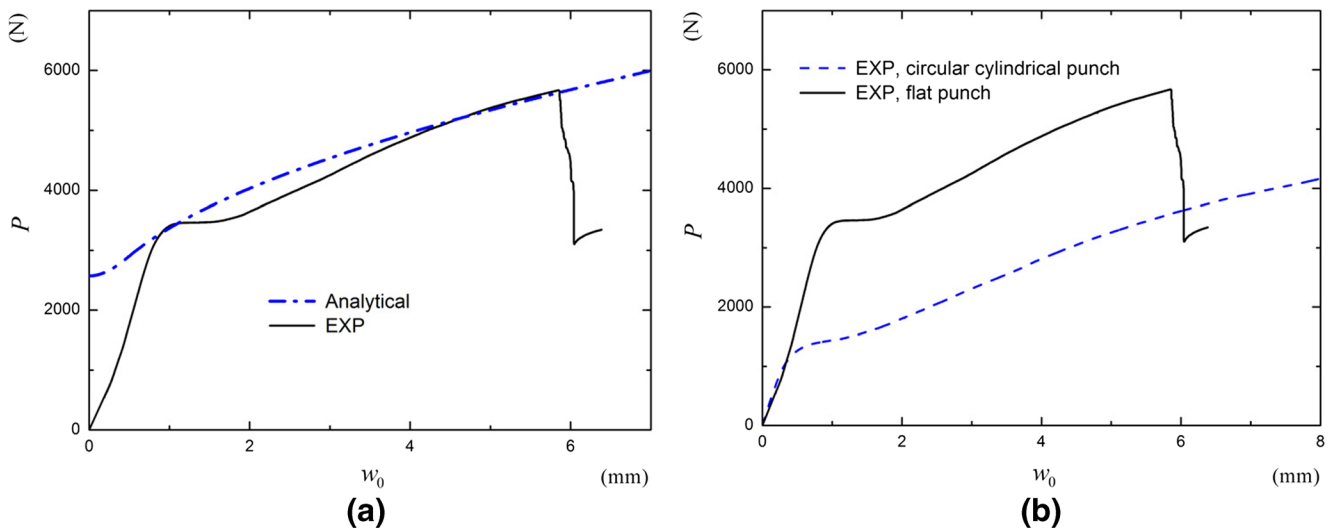 (N)
6000
4000
2000
0
P
Analytical
EXP
0 2 4 6
w0 (mm)
(a)
(N)
6000
4000
2000
0
P
EXP, circular cylindrical punch
EXP, flat punch
0 2 4 6 8
w0 (mm)
(b)